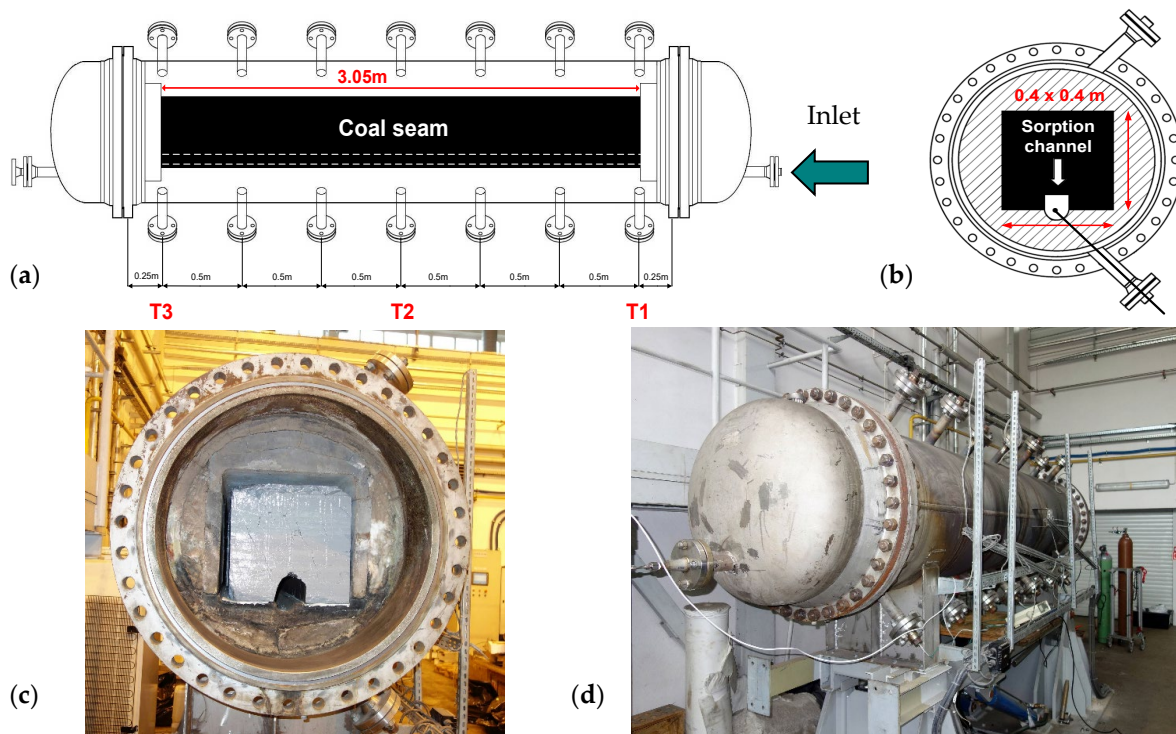 3.05m
Coal seam
Inlet
0.4 x 0.4 m
Sorption
channel
(a)
0.25m 0.5m 0.5m 0.5m 0.5m 0.5m 0.5m 0.25m
(b)
T3 T2 T1
(c)
(d)